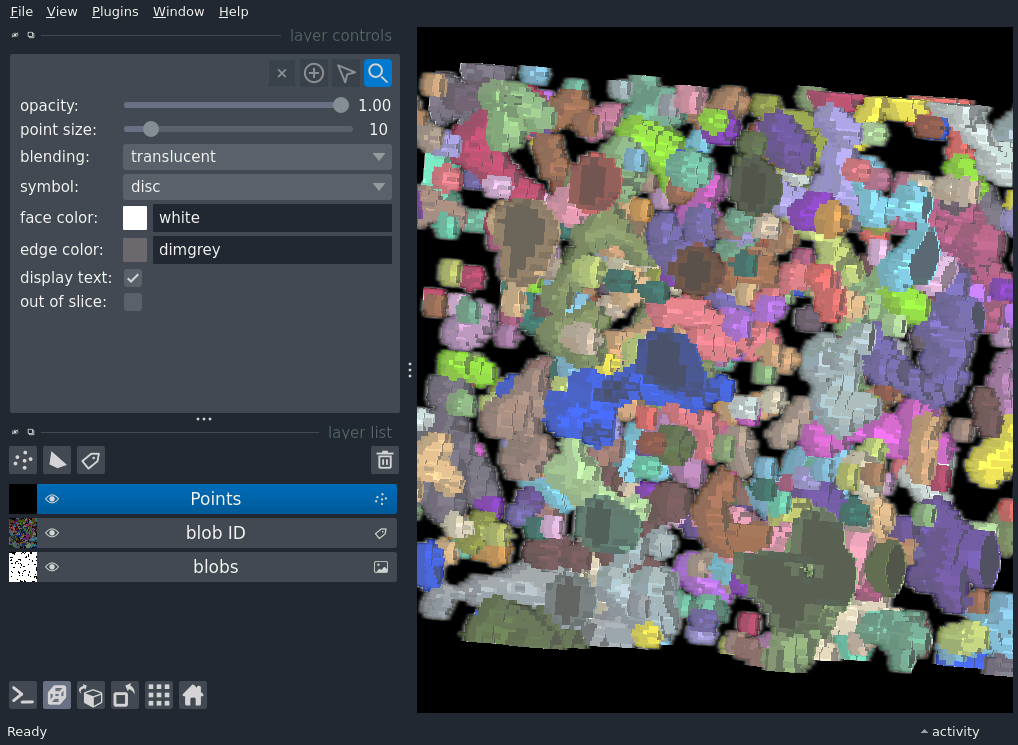 File View Plugins Window Help
layer controls
opacity: 1.00
point size: 10
blending: translucent
symbol: disc
face color: white
edge color: dimgrey
display text:
out of slice:
layer list
Points
blob ID
blobs
Ready activity